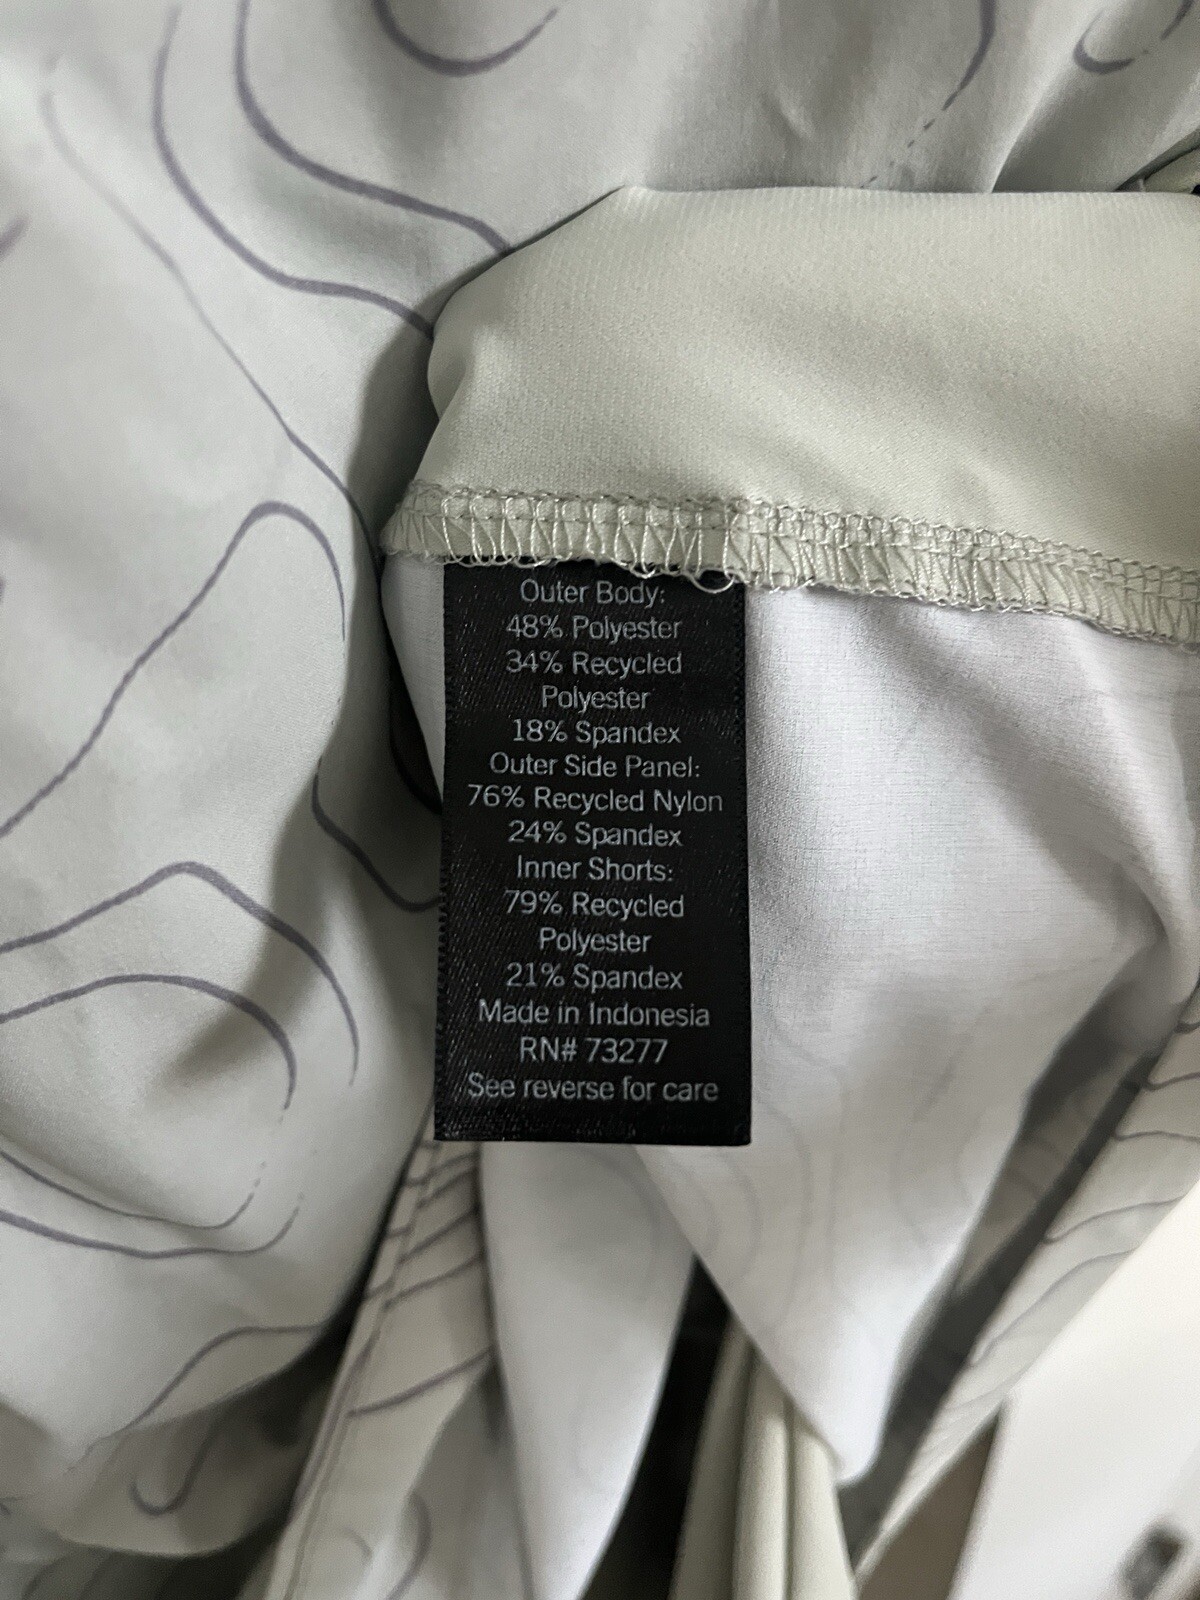 Outer Body:
48% Polyester
34% Recycled
Polyester
18% Spandex
Outer Side Panel:
76% Recycled Nylon
24% Spandex
Inner Shorts:
79% Recycled
Polyester
21% Spandex
Made in Indonesia
RN# 73277
See reverse for care